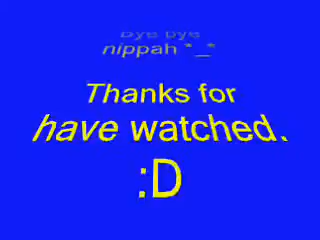 Bye bye
nippah *_*
Thanks for
have watched.
:D